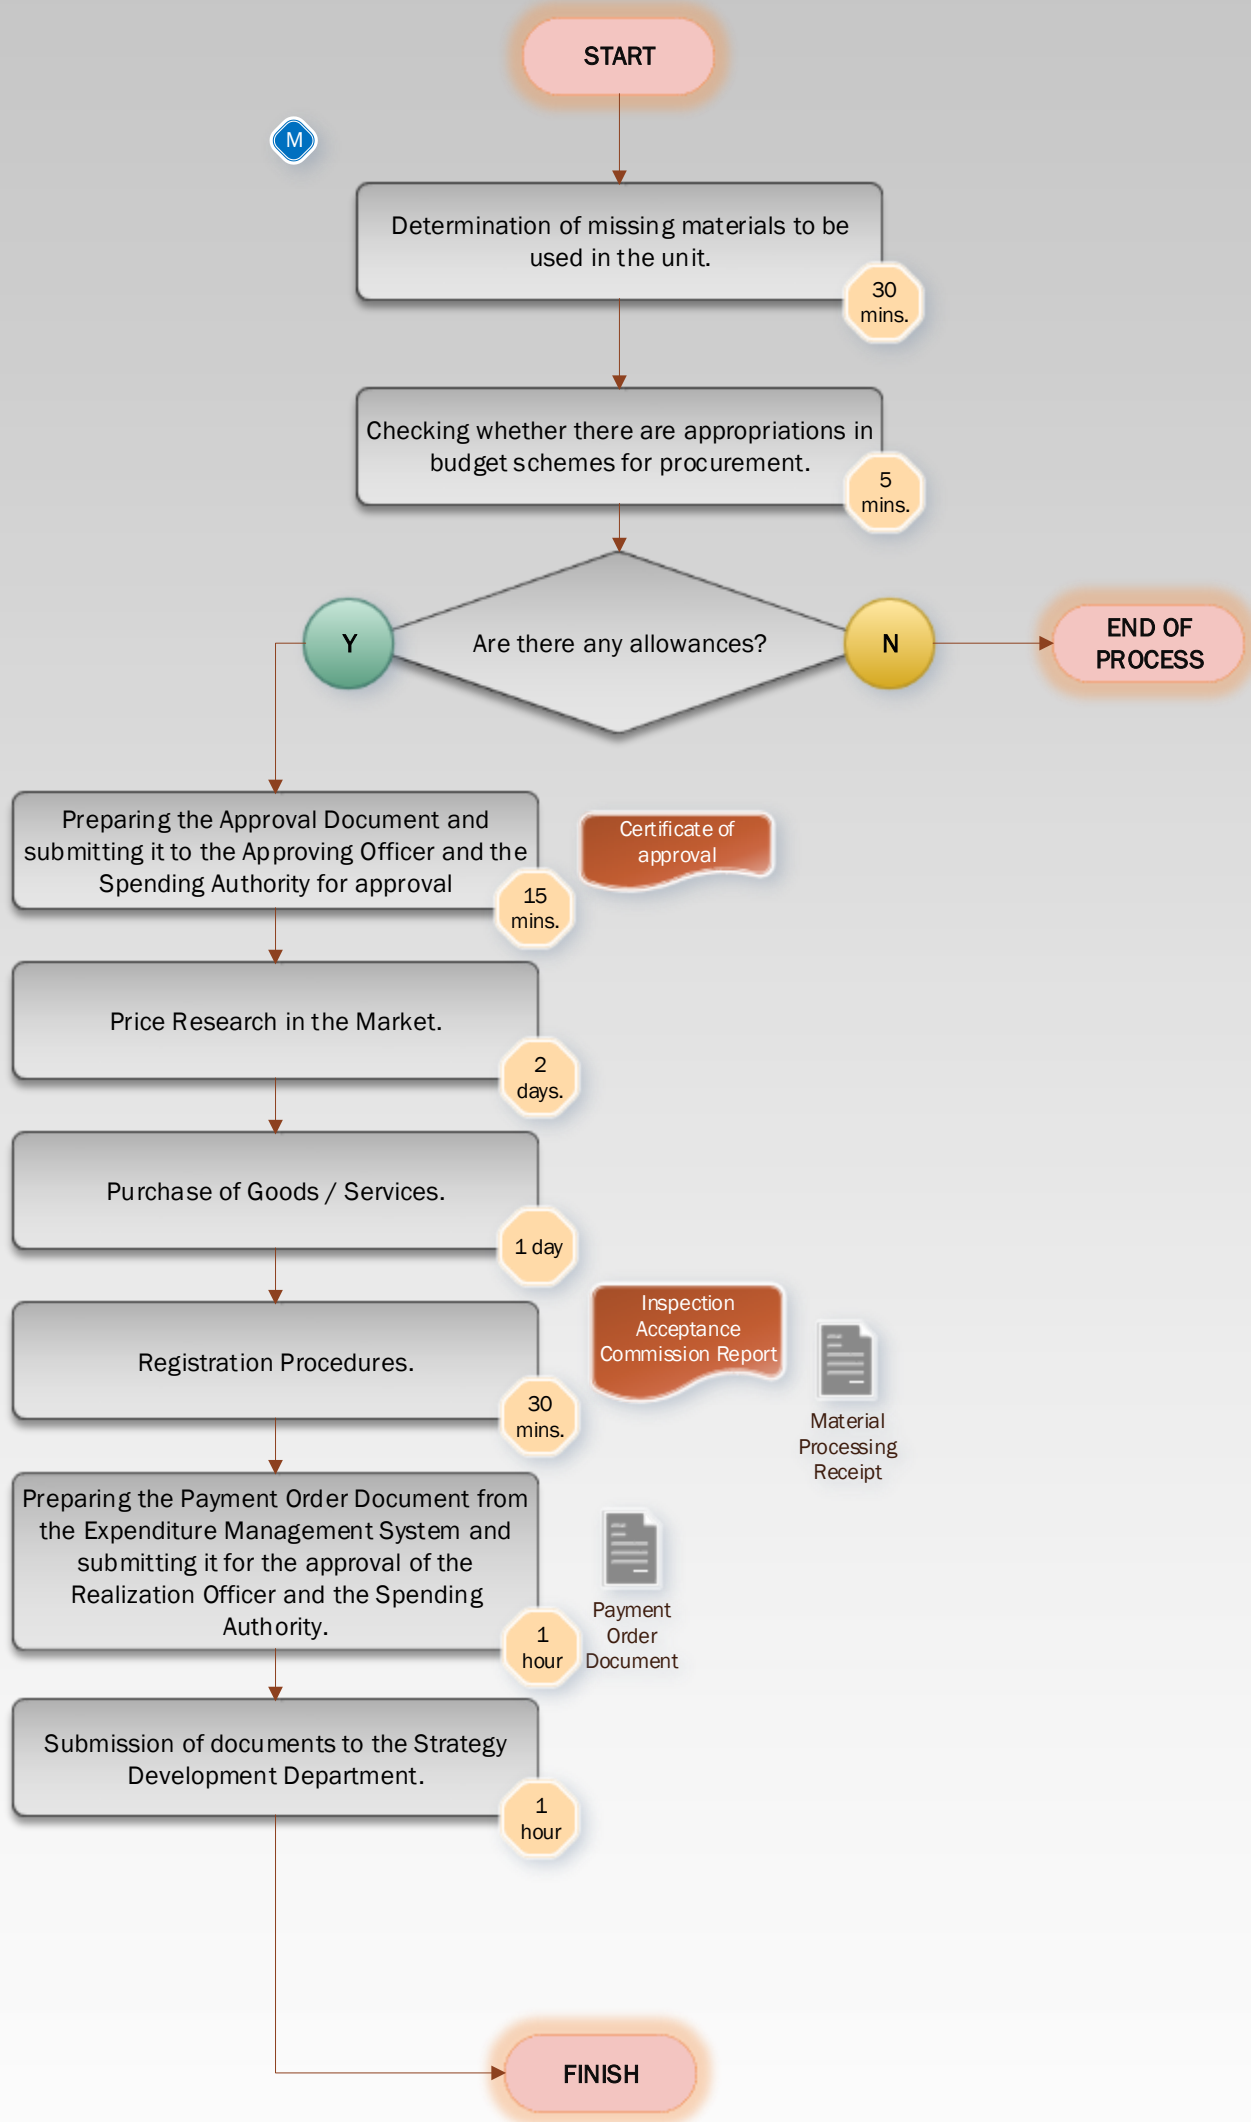 START
M
Determination of missing materials to be
used in the unit.
30
mins.
Checking whether there are appropriations in
budget schemes for procurement.
5
mins.
Y
Are there any allowances?
N
END OF
PROCESS
Preparing the Approval Document and
submitting it to the Approving Officer and the
Spending Authority for approval
15
mins.
Certificate of
approval
Price Research in the Market.
2
days.
Purchase of Goods / Services.
1 day
Registration Procedures.
30
mins.
Inspection
Acceptance
Commission Report
Material
Processing
Receipt
Preparing the Payment Order Document from
the Expenditure Management System and
submitting it for the approval of the
Realization Officer and the Spending
Authority.
1
hour
Payment
Order
Document
Submission of documents to the Strategy
Development Department.
1
hour
FINISH